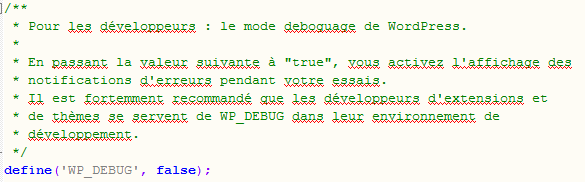 /**
 * Pour les développeurs : le mode deboguage de WordPress.
 *
 * En passant la valeur suivante à "true", vous activez l'affichage des
 * notifications d'erreurs pendant votre essais.
 * Il est fortemment recommandé que les développeurs d'extensions et
 * de thèmes se servent de WP_DEBUG dans leur environnement de
 * développement.
 */
define('WP_DEBUG', false);